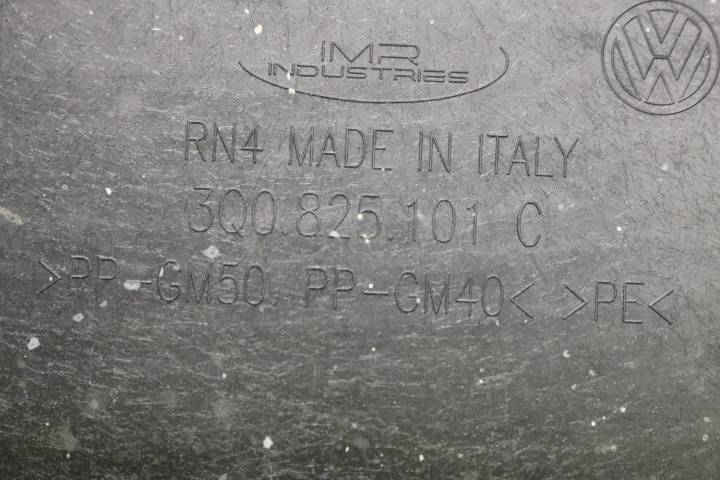 IMR
INDUSTRIES
RN4 MADE IN ITALY
3Q0.825.101 C
>PP-GM50. PP-GM40< >PE<